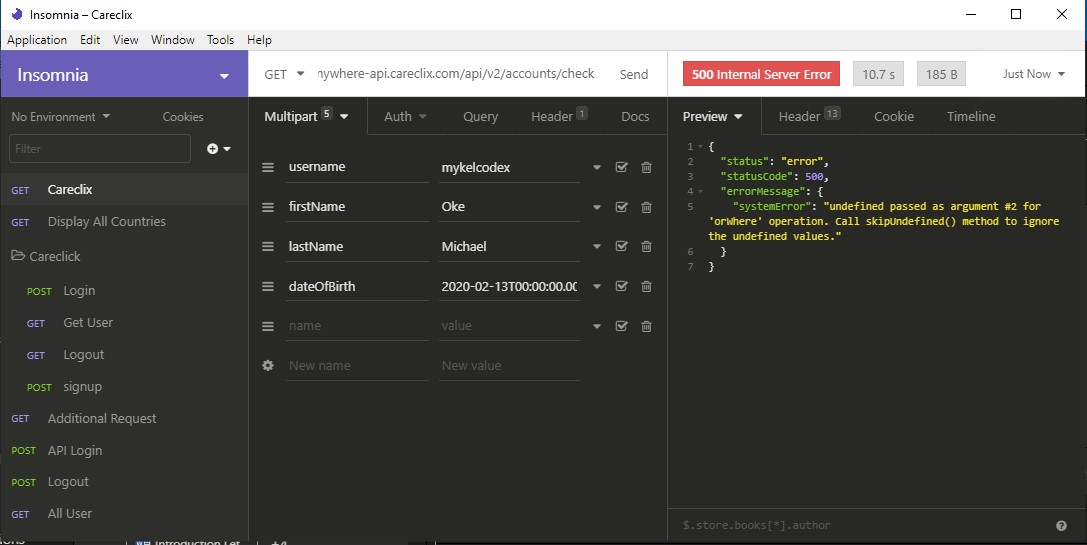 Insomnia – Careclix
Application Edit View Window Tools Help
Insomnia
GET nywhere-api.careclix.com/api/v2/accounts/check Send
500 Internal Server Error 10.7 s 185 B Just Now
No Environment Cookies
Multipart 5 Auth Query Header 1 Docs
Preview Header 13 Cookie Timeline
Filter
GET Careclix
GET Display All Countries
Careclick
POST Login
GET Get User
GET Logout
POST signup
GET Additional Request
POST API Login
POST Logout
GET All User
username mykelcodex
firstName Oke
lastName Michael
dateOfBirth 2020-02-13T00:00:00.00
name value
New name New value
1 {
2 "status": "error",
3 "statusCode": 500,
4 "errorMessage": {
5 "systemError": "undefined passed as argument #2 for
'orWhere' operation. Call skipUndefined() method to ignore
the undefined values."
6 }
7 }
$.store.books[*].author